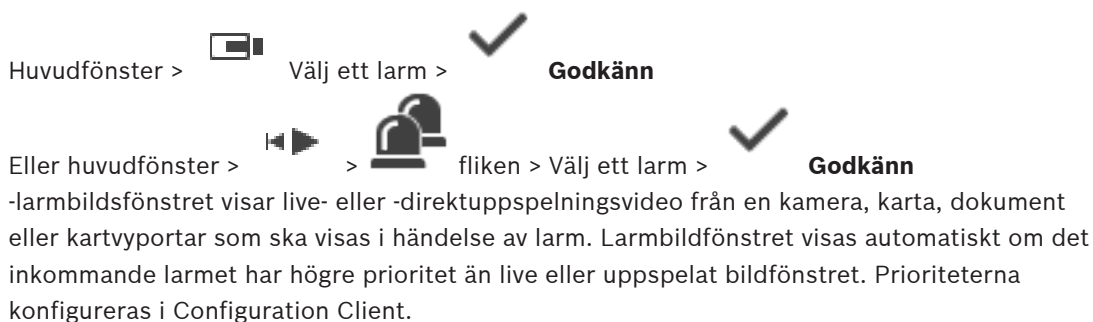 Huvudfönster > Välj ett larm > Godkänn
Eller huvudfönster > > fliken > Välj ett larm > Godkänn
-larmbildsfönstret visar live- eller -direktuppspelningsvideo från en kamera, karta, dokument
eller kartvyportar som ska visas i händelse av larm. Larmbildfönstret visas automatiskt om det
inkommande larmet har högre prioritet än live eller uppspelat bildfönstret. Prioriteterna
konfigureras i Configuration Client.